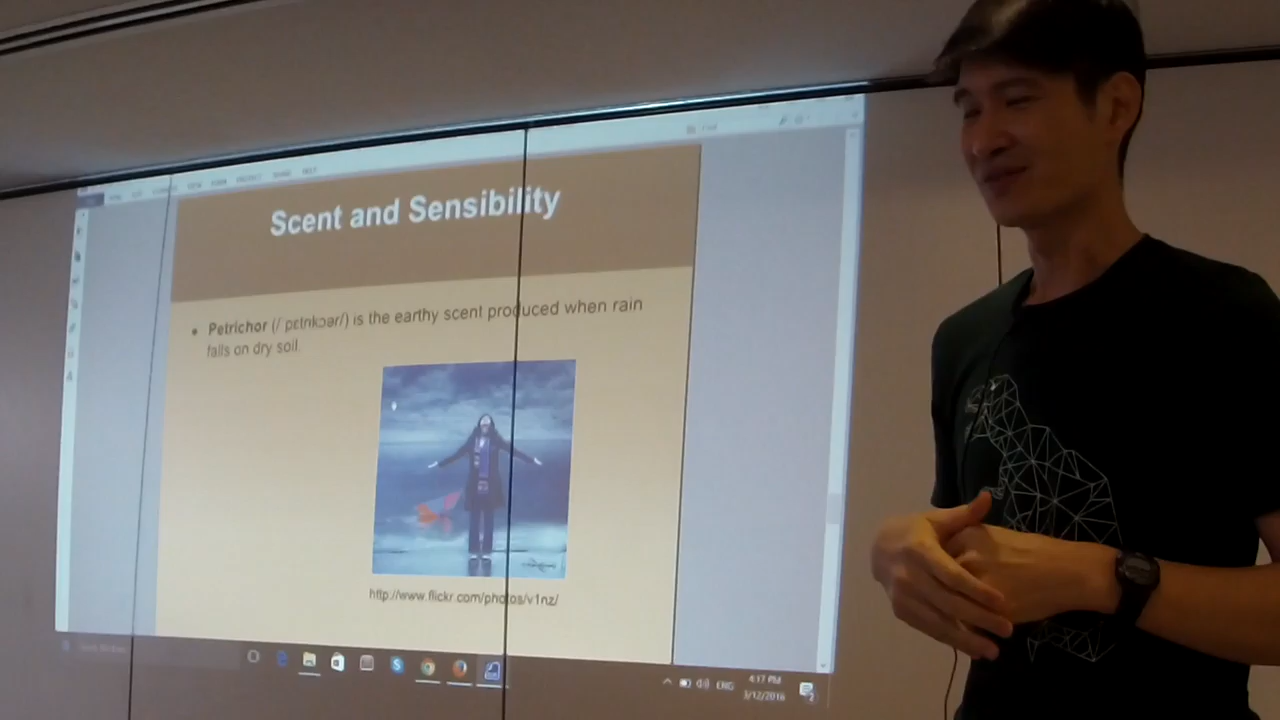 Scent and Sensibility
• Petrichor (/ˈpɛtrɪkɔər/) is the earthy scent produced when rain
falls on dry soil.
http://www.flickr.com/photos/v1nz/
ENG
4:17 PM
3/12/2016